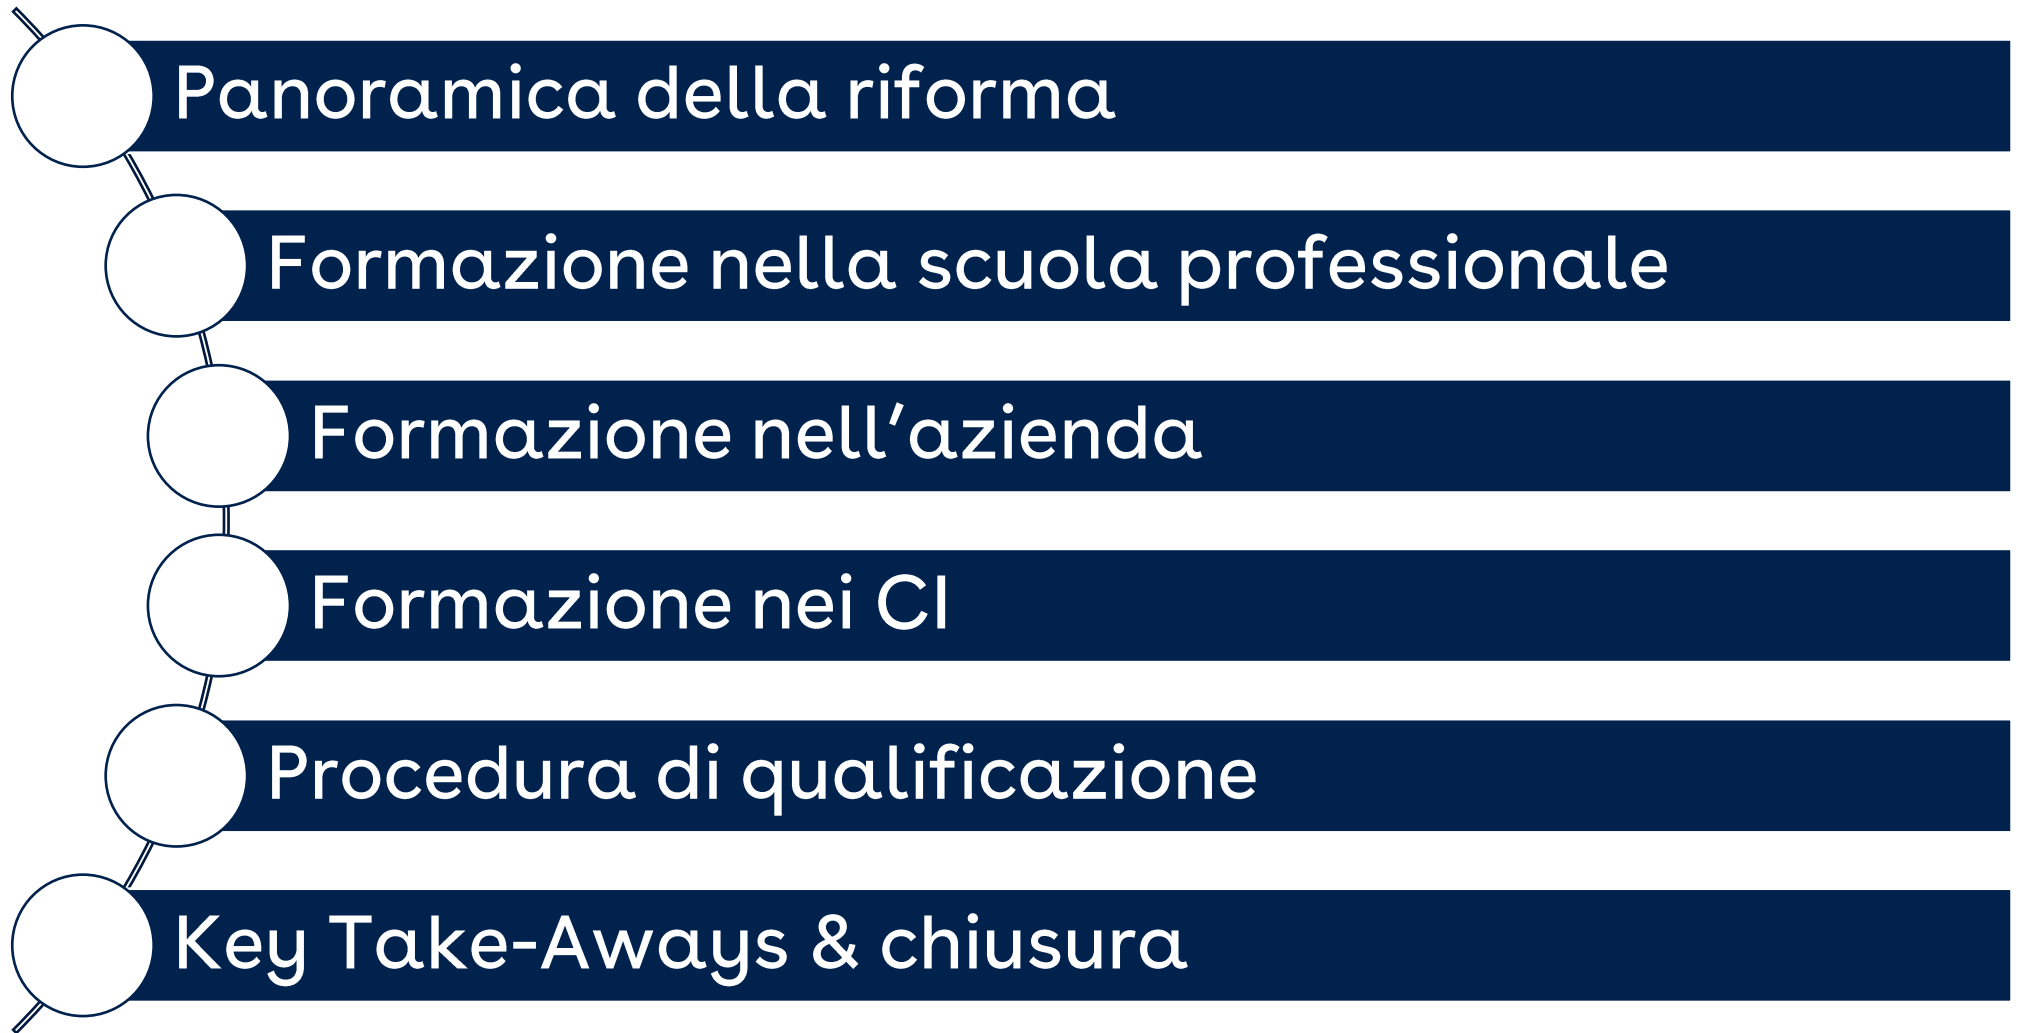 Panoramica della riforma
Formazione nella scuola professionale
Formazione nell’azienda
Formazione nei CI
Procedura di qualificazione
Key Take-Aways & chiusura